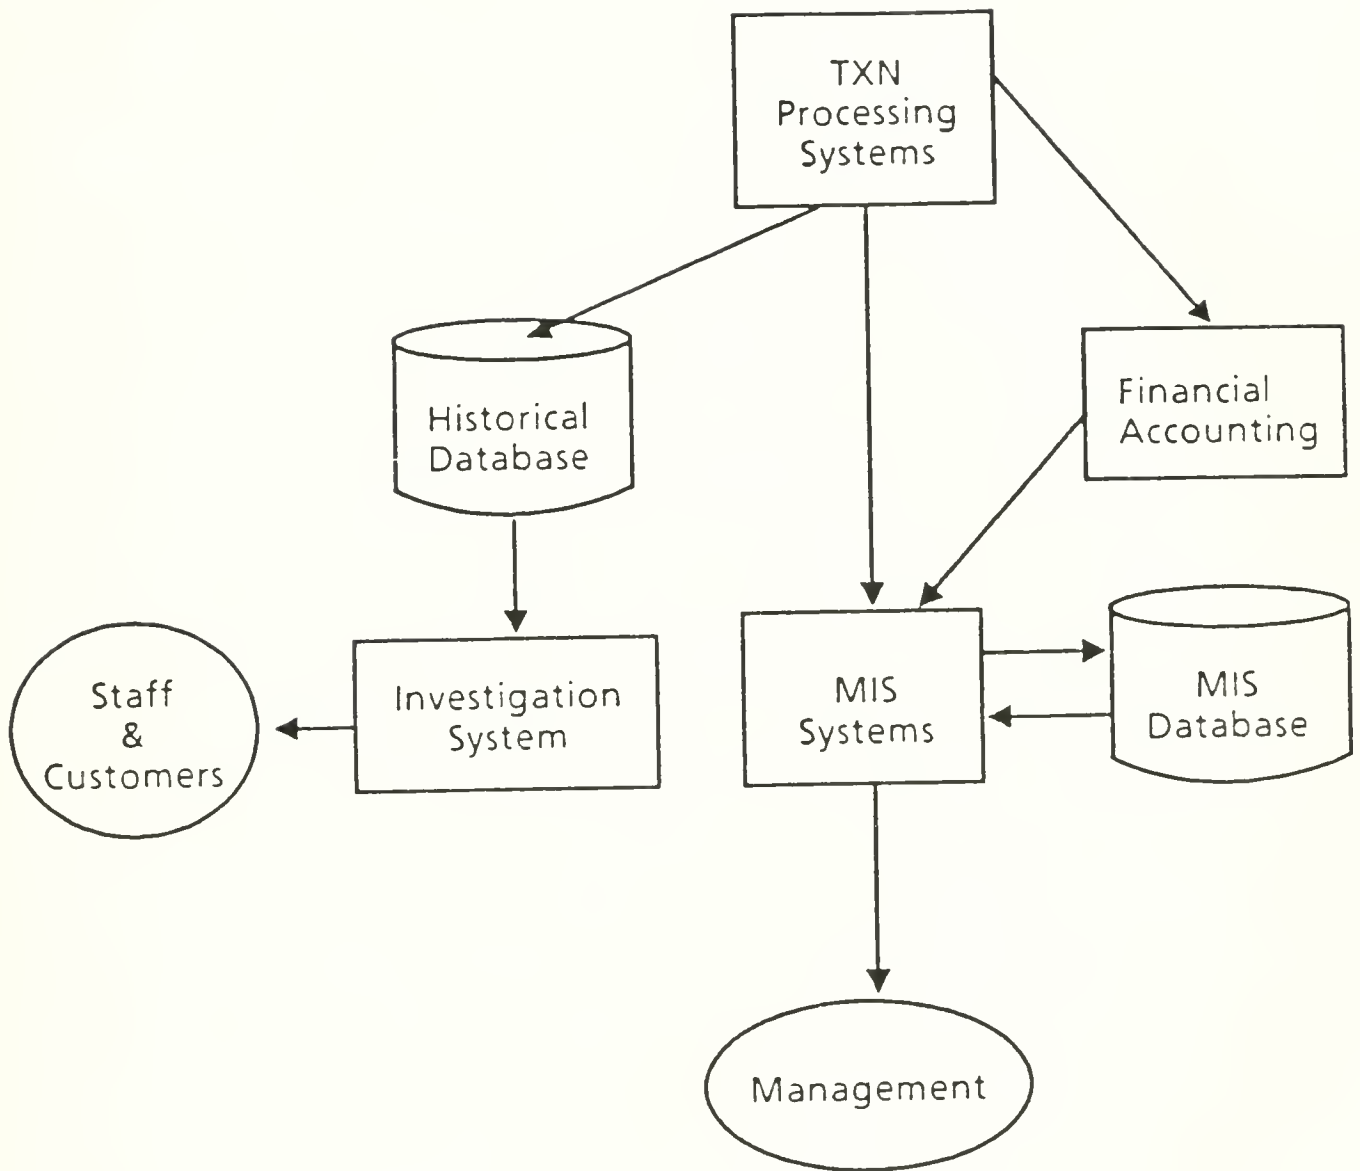 TXN
Processing
Systems
Historical
Database
Financial
Accounting
Staff
&
Customers
Investigation
System
MIS
Systems
MIS
Database
Management